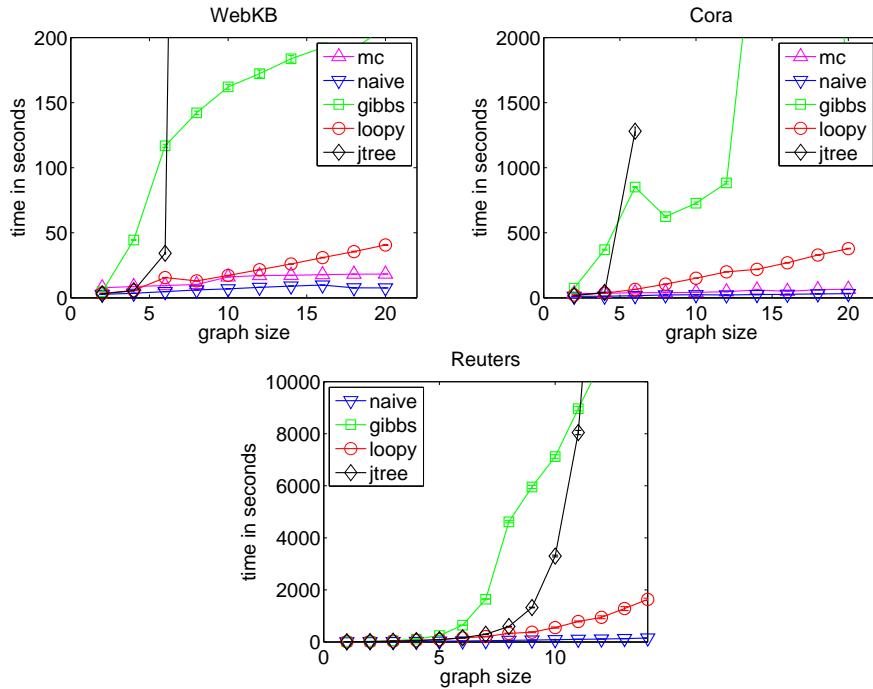 WebKB
200
150
100
50
0
0 5 10 15 20
time in seconds
graph size
mc
naive
gibbs
loopy
jtree
Cora
2000
1500
1000
500
0
0 5 10 15 20
time in seconds
graph size
mc
naive
gibbs
loopy
jtree
Reuters
10000
8000
6000
4000
2000
0
0 5 10
time in seconds
graph size
naive
gibbs
loopy
jtree